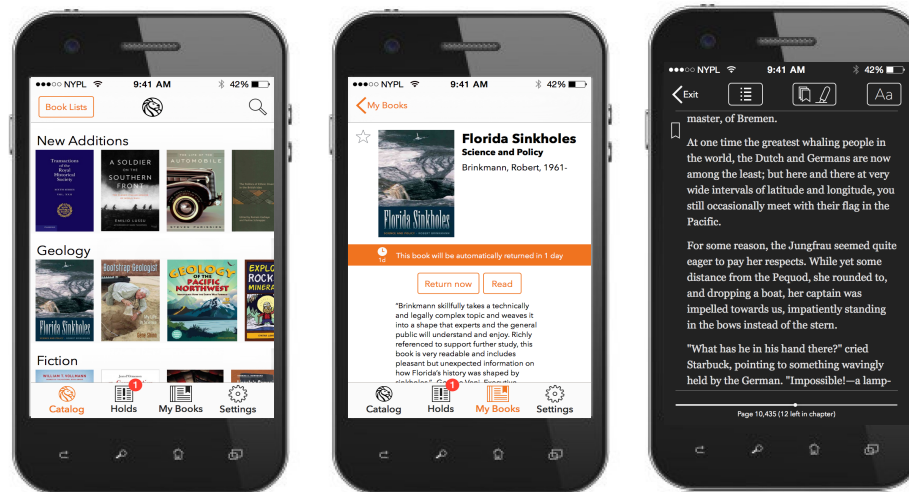 NYPL 9:41 AM 42%
Book Lists
New Additions
Transactions
of the
Royal
Historical
Society
A SOLDIER
ON THE
SOUTHERN
FRONT
EMILIO LUSSU
AUTOMOBILE
STEVEN PARISSIEN
Geology
Florida Sinkholes
Bootstrap Geologist
GEOLOGY
OF THE
PACIFIC
NORTHWEST
EXPLO
ROCK
MINERA
Fiction
WILLIAM T. VOLLMANN
1
Catalog Holds My Books Settings
NYPL 9:41 AM 42%
My Books
Florida Sinkholes
Science and Policy
Brinkmann, Robert, 1961-
Florida Sinkholes
SCIENCE AND POLICY ROBERT BRINKMANN
1d This book will be automatically returned in 1 day
Return now Read
"Brinkmann skillfully takes a technically
and legally complex topic and weaves it
into a shape that experts and the general
public will understand and enjoy. Richly
referenced to support further study, this
book is very readable and includes
pleasant but unexpected information on
how Florida's history was shaped by
1
Catalog Holds My Books Settings
NYPL 9:41 AM 42%
Exit Aa
master, of Bremen.
At one time the greatest whaling people in
the world, the Dutch and Germans are now
among the least; but here and there at very
wide intervals of latitude and longitude, you
still occasionally meet with their flag in the
Pacific.
For some reason, the Jungfrau seemed quite
eager to pay her respects. While yet some
distance from the Pequod, she rounded to,
and dropping a boat, her captain was
impelled towards us, impatiently standing
in the bows instead of the stern.
"What has he in his hand there?" cried
Starbuck, pointing to something wavingly
held by the German. "Impossible!—a lamp-
Page 10,435 (12 left in chapter)